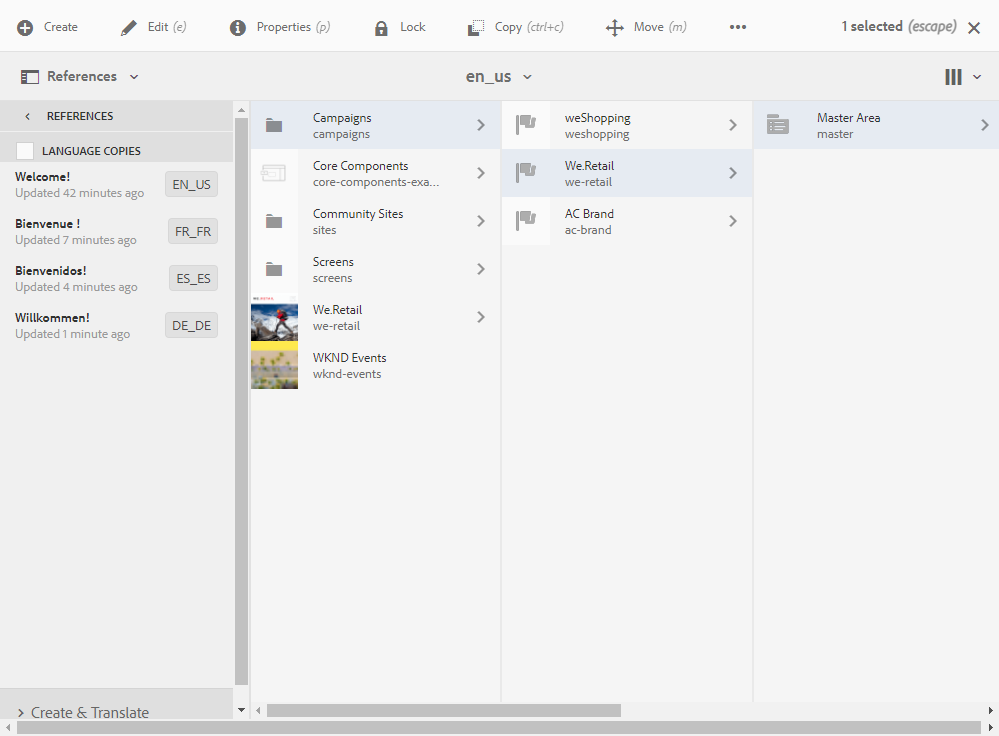 Create
Edit (e)
Properties (p)
Lock
Copy (ctrl+c)
Move (m)
1 selected (escape)
References
en_us
REFERENCES
LANGUAGE COPIES
Welcome!
Updated 42 minutes ago
EN_US
Bienvenue !
Updated 7 minutes ago
FR_FR
Bienvenidos!
Updated 4 minutes ago
ES_ES
Willkommen!
Updated 1 minute ago
DE_DE
Create & Translate
Campaigns
campaigns
Core Components
core-components-exa...
Community Sites
sites
Screens
screens
We.Retail
we-retail
WKND Events
wknd-events
weShopping
weshopping
We.Retail
we-retail
AC Brand
ac-brand
Master Area
master